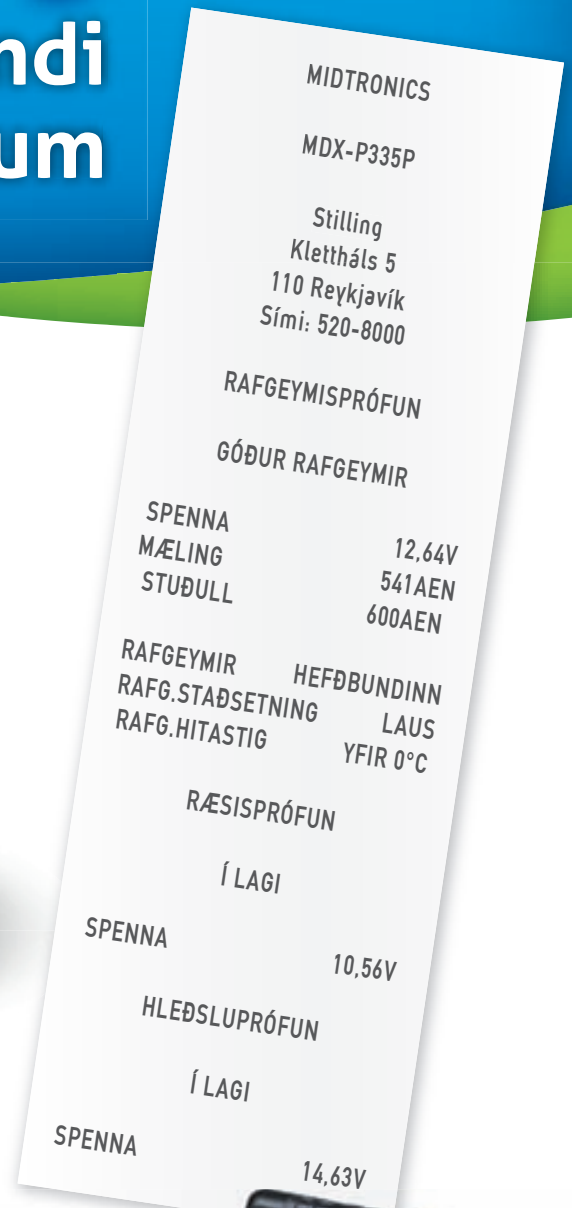 ndi
um
MIDTRONICS
MDX-P335P
Stilling
Klettháls 5
110 Reykjavík
Sími: 520-8000
RAFGEYMISPRÓFUN
GÓÐUR RAFGEYMIR
SPENNA 12,64V
MÆLING 541AEN
STUÐULL 600AEN
RAFGEYMIR HEFÐBUNDINN
RAFG.STAÐSETNING LAUS
RAFG.HITASTIG YFIR 0°C
RÆSISPRÓFUN
Í LAGI
SPENNA 10,56V
HLEÐSLUPRÓFUN
Í LAGI
SPENNA 14,63V